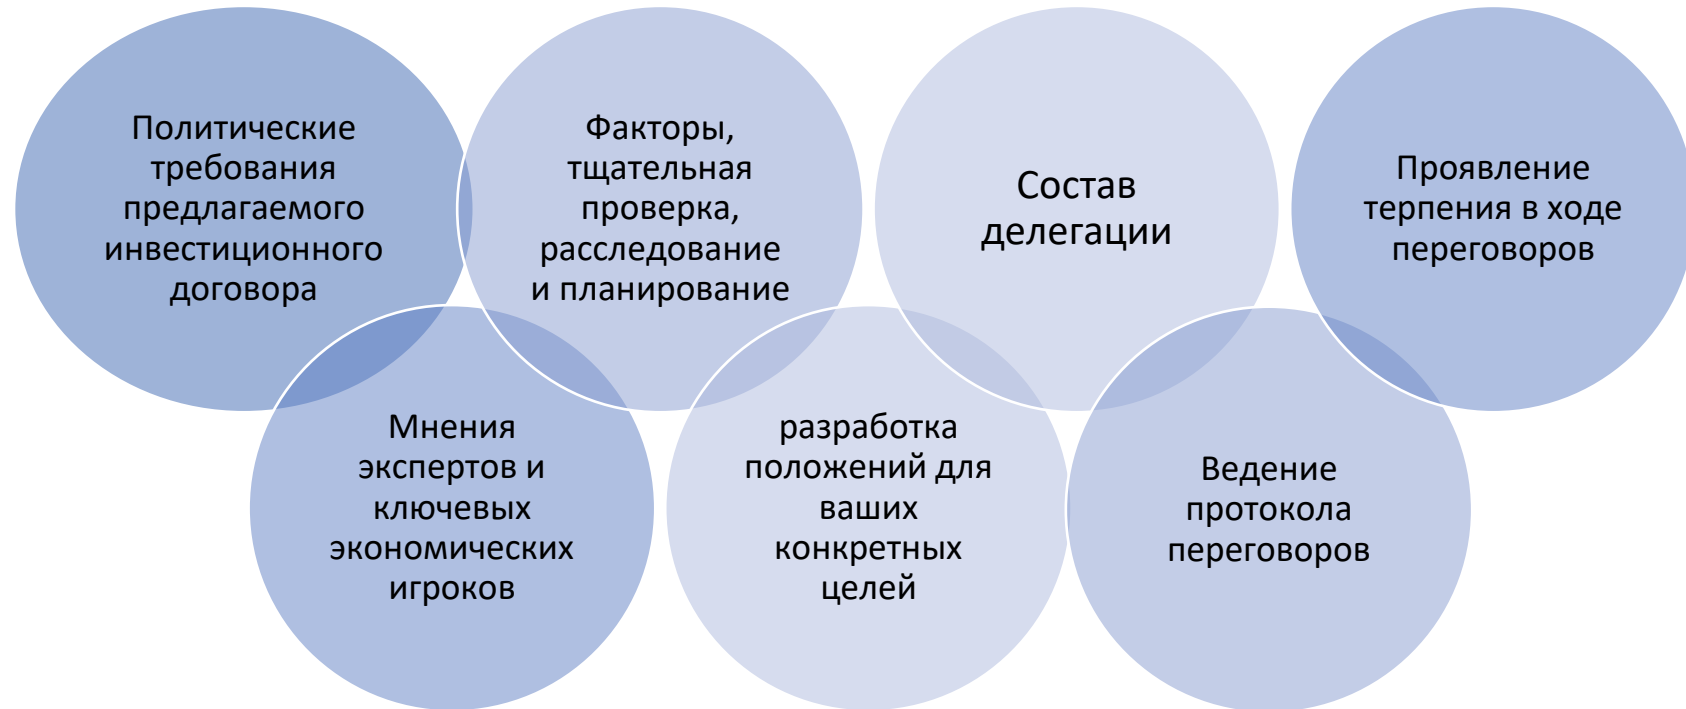 Политические
требования
предлагаемого
инвестиционного
договора
Мнения
экспертов и
ключевых
экономических
игроков
Факторы,
тщательная
проверка,
расследование
и планирование
разработка
положений для
ваших
конкретных
целей
Состав
делегации
Ведение
протокола
переговоров
Проявление
терпения в ходе
переговоров